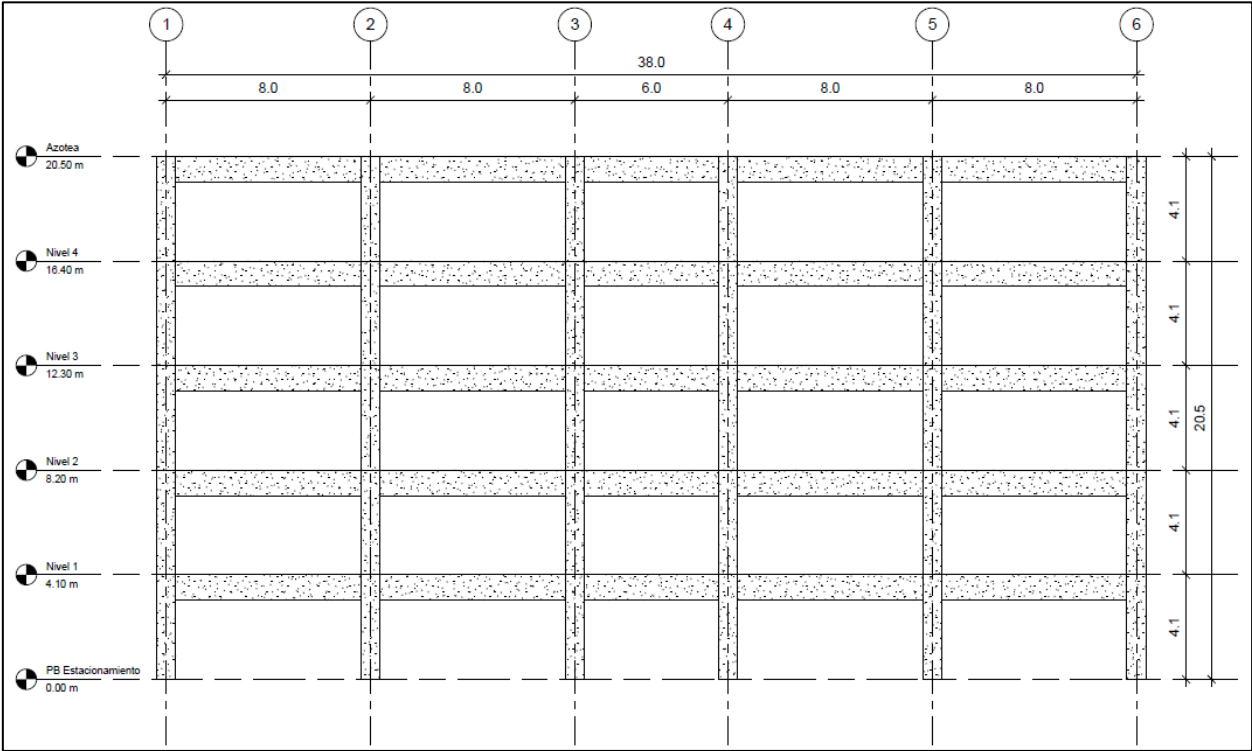 1 2 3 4 5 6
38.0
8.0 8.0 6.0 8.0 8.0
Azotea
20.50 m
4.1
Nivel 4
16.40 m
4.1
Nivel 3
12.30 m
4.1
20.5
Nivel 2
8.20 m
4.1
Nivel 1
4.10 m
4.1
PB Estacionamiento
0.00 m